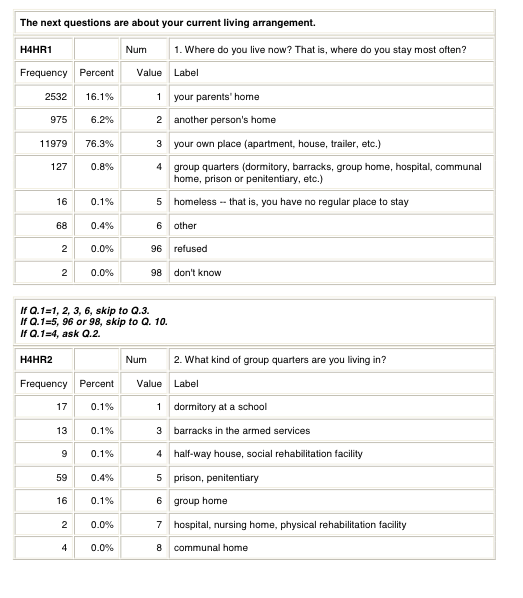 The next questions are about your current living arrangement.
H4HR1 Num 1. Where do you live now? That is, where do you stay most often?
Frequency Percent Value Label
2532 16.1% 1 your parents' home
975 6.2% 2 another person's home
11979 76.3% 3 your own place (apartment, house, trailer, etc.)
127 0.8% 4 group quarters (dormitory, barracks, group home, hospital, communal
home, prison or penitentiary, etc.)
16 0.1% 5 homeless -- that is, you have no regular place to stay
68 0.4% 6 other
2 0.0% 96 refused
2 0.0% 98 don't know
If Q.1=1, 2, 3, 6, skip to Q.3.
If Q.1=5, 96 or 98, skip to Q. 10.
If Q.1=4, ask Q.2.
H4HR2 Num 2. What kind of group quarters are you living in?
Frequency Percent Value Label
17 0.1% 1 dormitory at a school
13 0.1% 3 barracks in the armed services
9 0.1% 4 half-way house, social rehabilitation facility
59 0.4% 5 prison, penitentiary
16 0.1% 6 group home
2 0.0% 7 hospital, nursing home, physical rehabilitation facility
4 0.0% 8 communal home